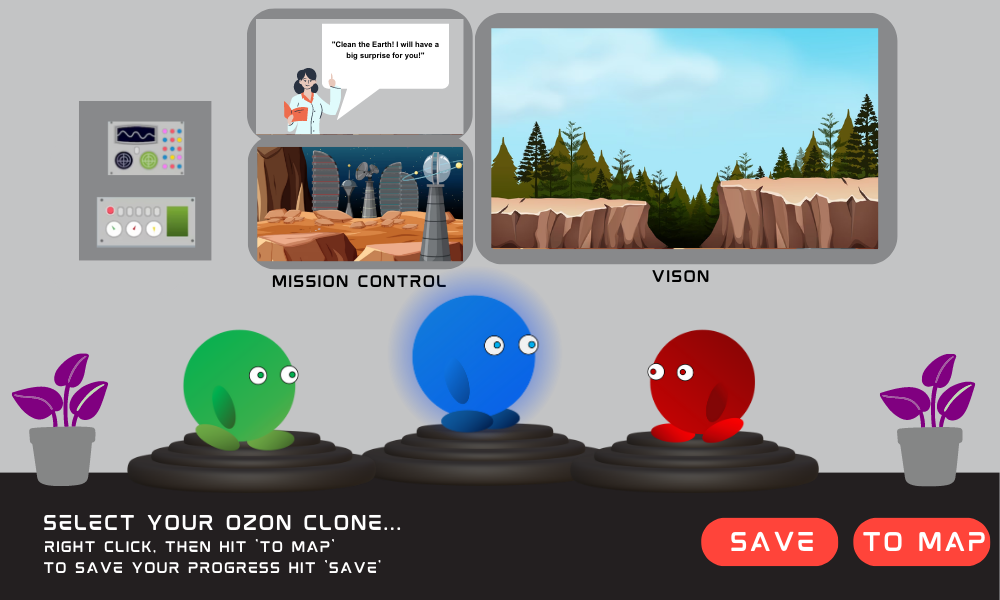 "Clean the Earth! I will have a
big surprise for you!"
MISSION CONTROL
VISON
SELECT YOUR OZON CLONE...
RIGHT CLICK, THEN HIT 'TO MAP'
TO SAVE YOUR PROGRESS HIT 'SAVE'
SAVE
TO MAP